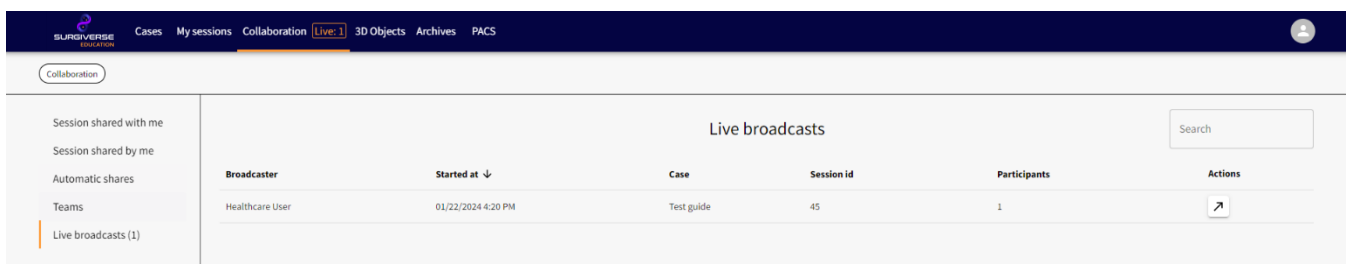 SURGIVERSE
EDUCATION
Cases My sessions Collaboration Live: 1 3D Objects Archives PACS
Collaboration
Session shared with me
Session shared by me
Automatic shares
Teams
Live broadcasts (1)
Live broadcasts
Search
Broadcaster Started at Case Session id Participants Actions
Healthcare User 01/22/2024 4:20 PM Test guide 45 1